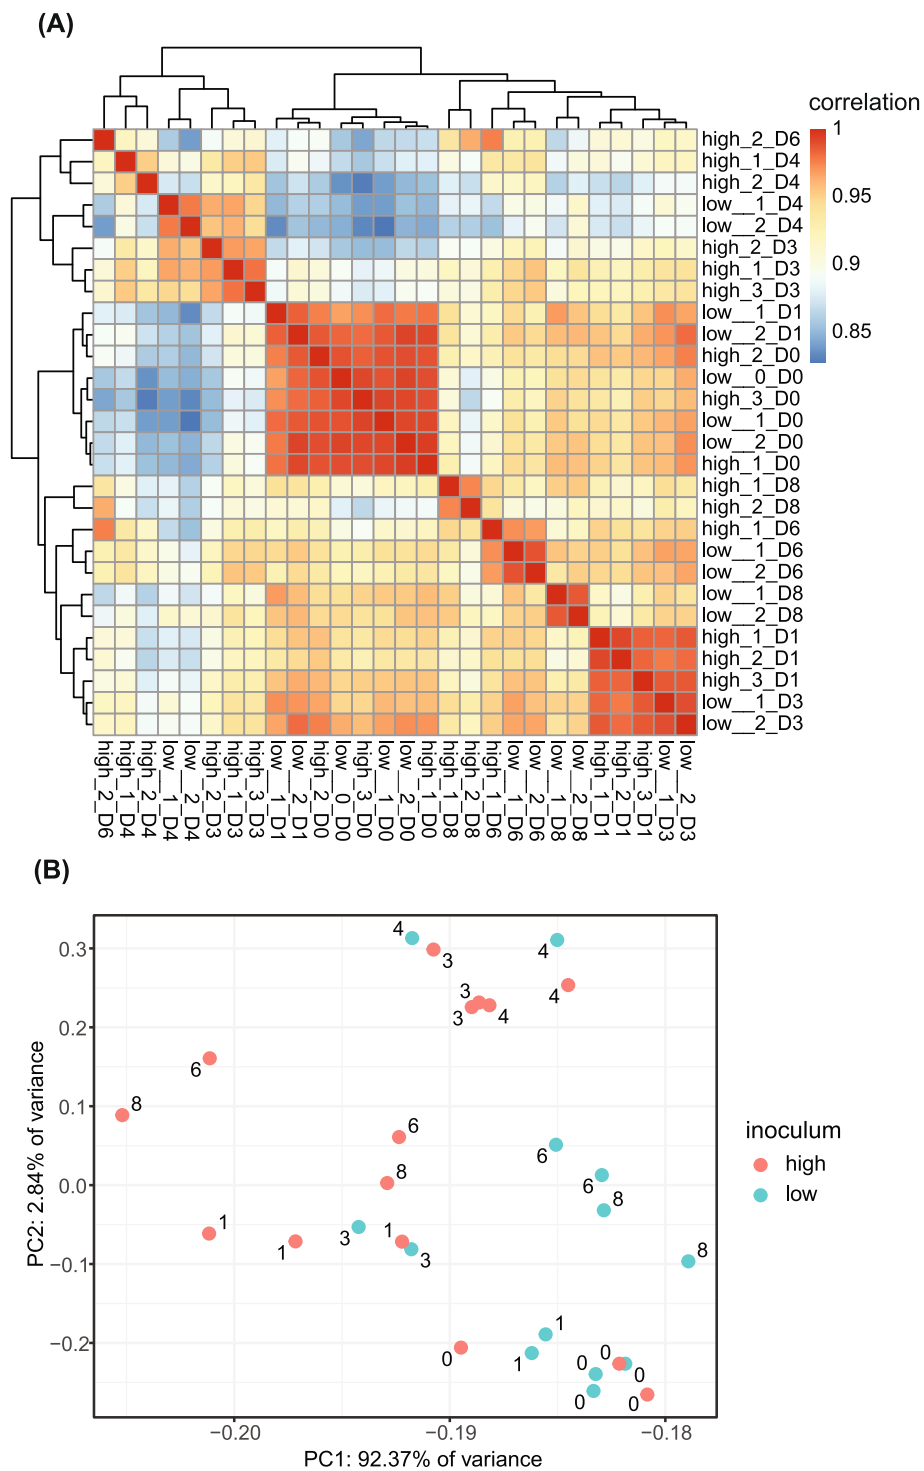 (A)
correlation
1
0.95
0.9
0.85
high_2_D6
high_1_D4
high_2_D4
low__1_D4
low__2_D4
high_2_D3
high_1_D3
high_3_D3
low__1_D1
low__2_D1
high_2_D0
low__0_D0
high_3_D0
low__1_D0
low__2_D0
high_1_D0
high_1_D8
high_2_D8
high_1_D6
low__1_D6
low__2_D6
low__1_D8
low__2_D8
high_1_D1
high_2_D1
high_3_D1
low__1_D3
low__2_D3
high_2_D6
high_1_D4
high_2_D4
low__1_D4
low__2_D4
high_2_D3
high_1_D3
high_3_D3
low__1_D1
low__2_D1
high_2_D0
low__0_D0
high_3_D0
low__1_D0
low__2_D0
high_1_D0
high_1_D8
high_2_D8
high_1_D6
low__1_D6
low__2_D6
low__1_D8
low__2_D8
high_1_D1
high_2_D1
high_3_D1
low__1_D3
low__2_D3
(B)
PC2: 2.84% of variance
0.3
0.2
0.1
0.0
−0.1
−0.2
4
3
4
3
3
4
4
6
8
6
8
6
6
8
1
1
3
1
3
8
0
1
1
0
0
0
0
0
−0.20
−0.19
−0.18
PC1: 92.37% of variance
inoculum
high
low